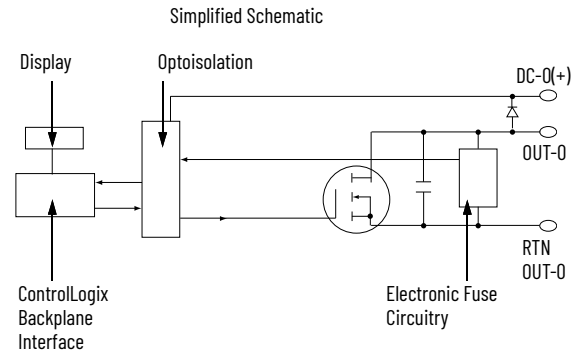 Simplified Schematic
Display
Optoisolation
DC-0(+)
OUT-0
RTN
OUT-0
ControlLogix
Backplane
Interface
Electronic Fuse
Circuitry